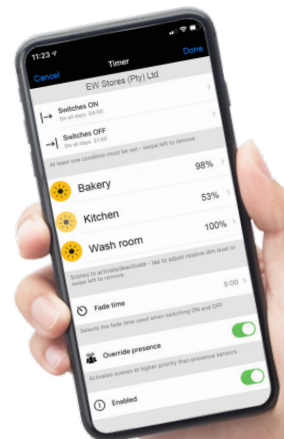 11:23
Cancel Timer Done
EW Stores (Pty) Ltd
Switches ON
On all days 04:00
Switches OFF
On all days 21:00
At least one condition must be set - swipe left to remove
Bakery 98%
Kitchen 53%
Wash room 100%
Scenes to activate/deactivate - tap to adjust relative dim level or
swipe left to remove.
Fade time 5:00
Selects the fade time used when switching ON and OFF
Override presence
Activates scenes at higher priority than presence sensors.
Enabled